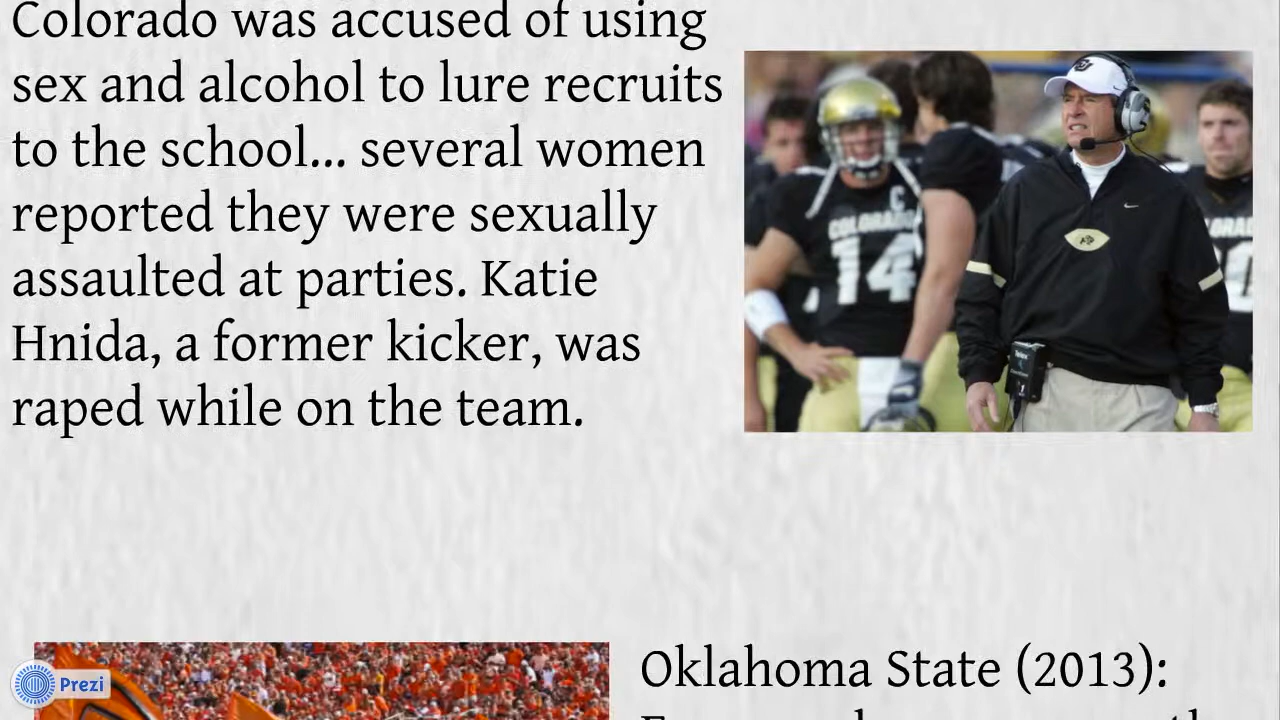 Colorado was accused of using
sex and alcohol to lure recruits
to the school... several women
reported they were sexually
assaulted at parties. Katie
Hnida, a former kicker, was
raped while on the team.
CU
C
COLORADO
14
Oklahoma State (2013):
Prezi